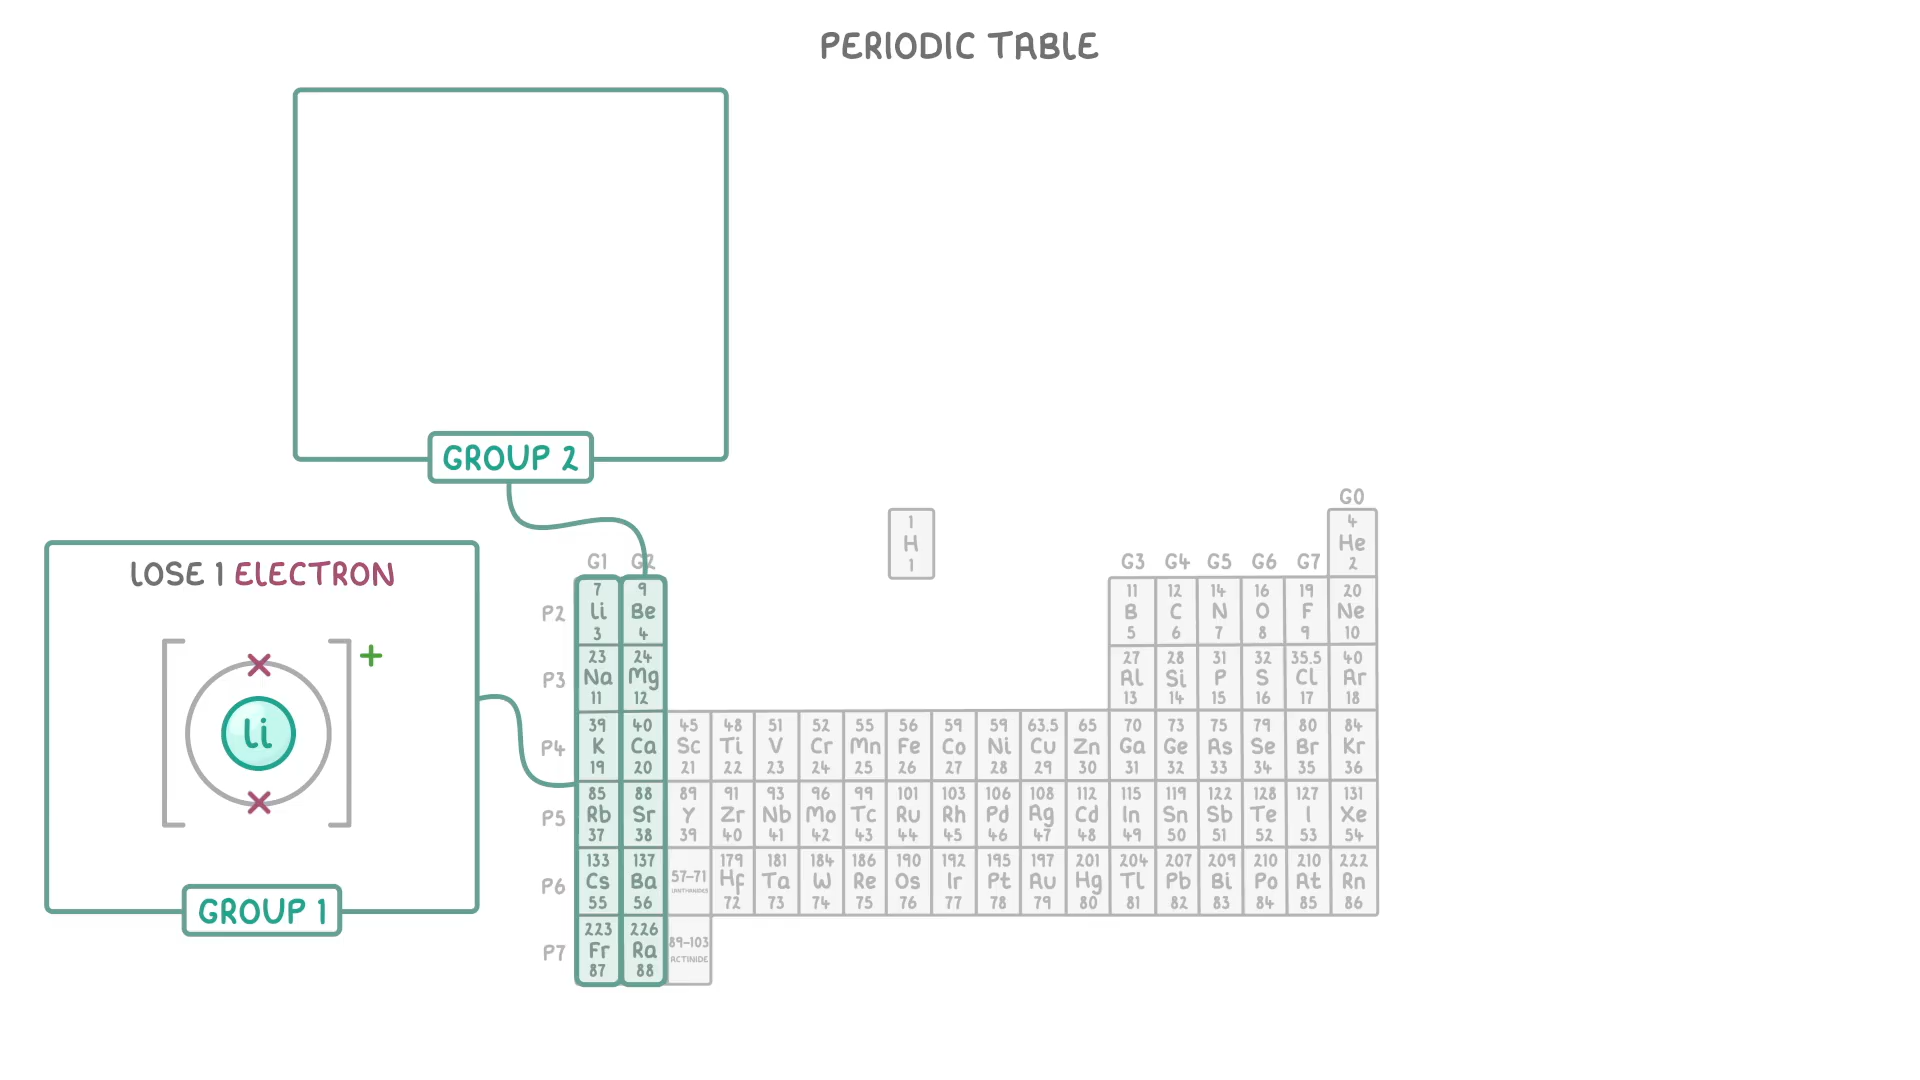 PERIODIC TABLE
GROUP 2
LOSE 1 ELECTRON
+
Li
GROUP 1
G1 G2 G3 G4 G5 G6 G7 G0
1 4
H He
1 2
P2
7 9 11 12 14 16 19 20
Li Be B C N O F Ne
3 4 5 6 7 8 9 10
P3
23 24 27 28 31 32 35.5 40
Na Mg Al Si P S Cl Ar
11 12 13 14 15 16 17 18
P4
39 40 45 48 51 52 55 56 59 59 63.5 65 70 73 75 79 80 84
K Ca Sc Ti V Cr Mn Fe Co Ni Cu Zn Ga Ge As Se Br Kr
19 20 21 22 23 24 25 26 27 28 29 30 31 32 33 34 35 36
P5
85 88 89 91 93 96 99 101 103 106 108 112 115 119 122 128 127 131
Rb Sr Y Zr Nb Mo Tc Ru Rh Pd Ag Cd In Sn Sb Te I Xe
37 38 39 40 41 42 43 44 45 46 47 48 49 50 51 52 53 54
P6
133 137 57-71 179 181 184 186 190 192 195 197 201 204 207 209 210 210 222
Cs Ba LANTHANIDES Hf Ta W Re Os Ir Pt Au Hg Tl Pb Bi Po At Rn
55 56 72 73 74 75 76 77 78 79 80 81 82 83 84 85 86
P7
223 226 89-103
Fr Ra ACTINIDE
87 88